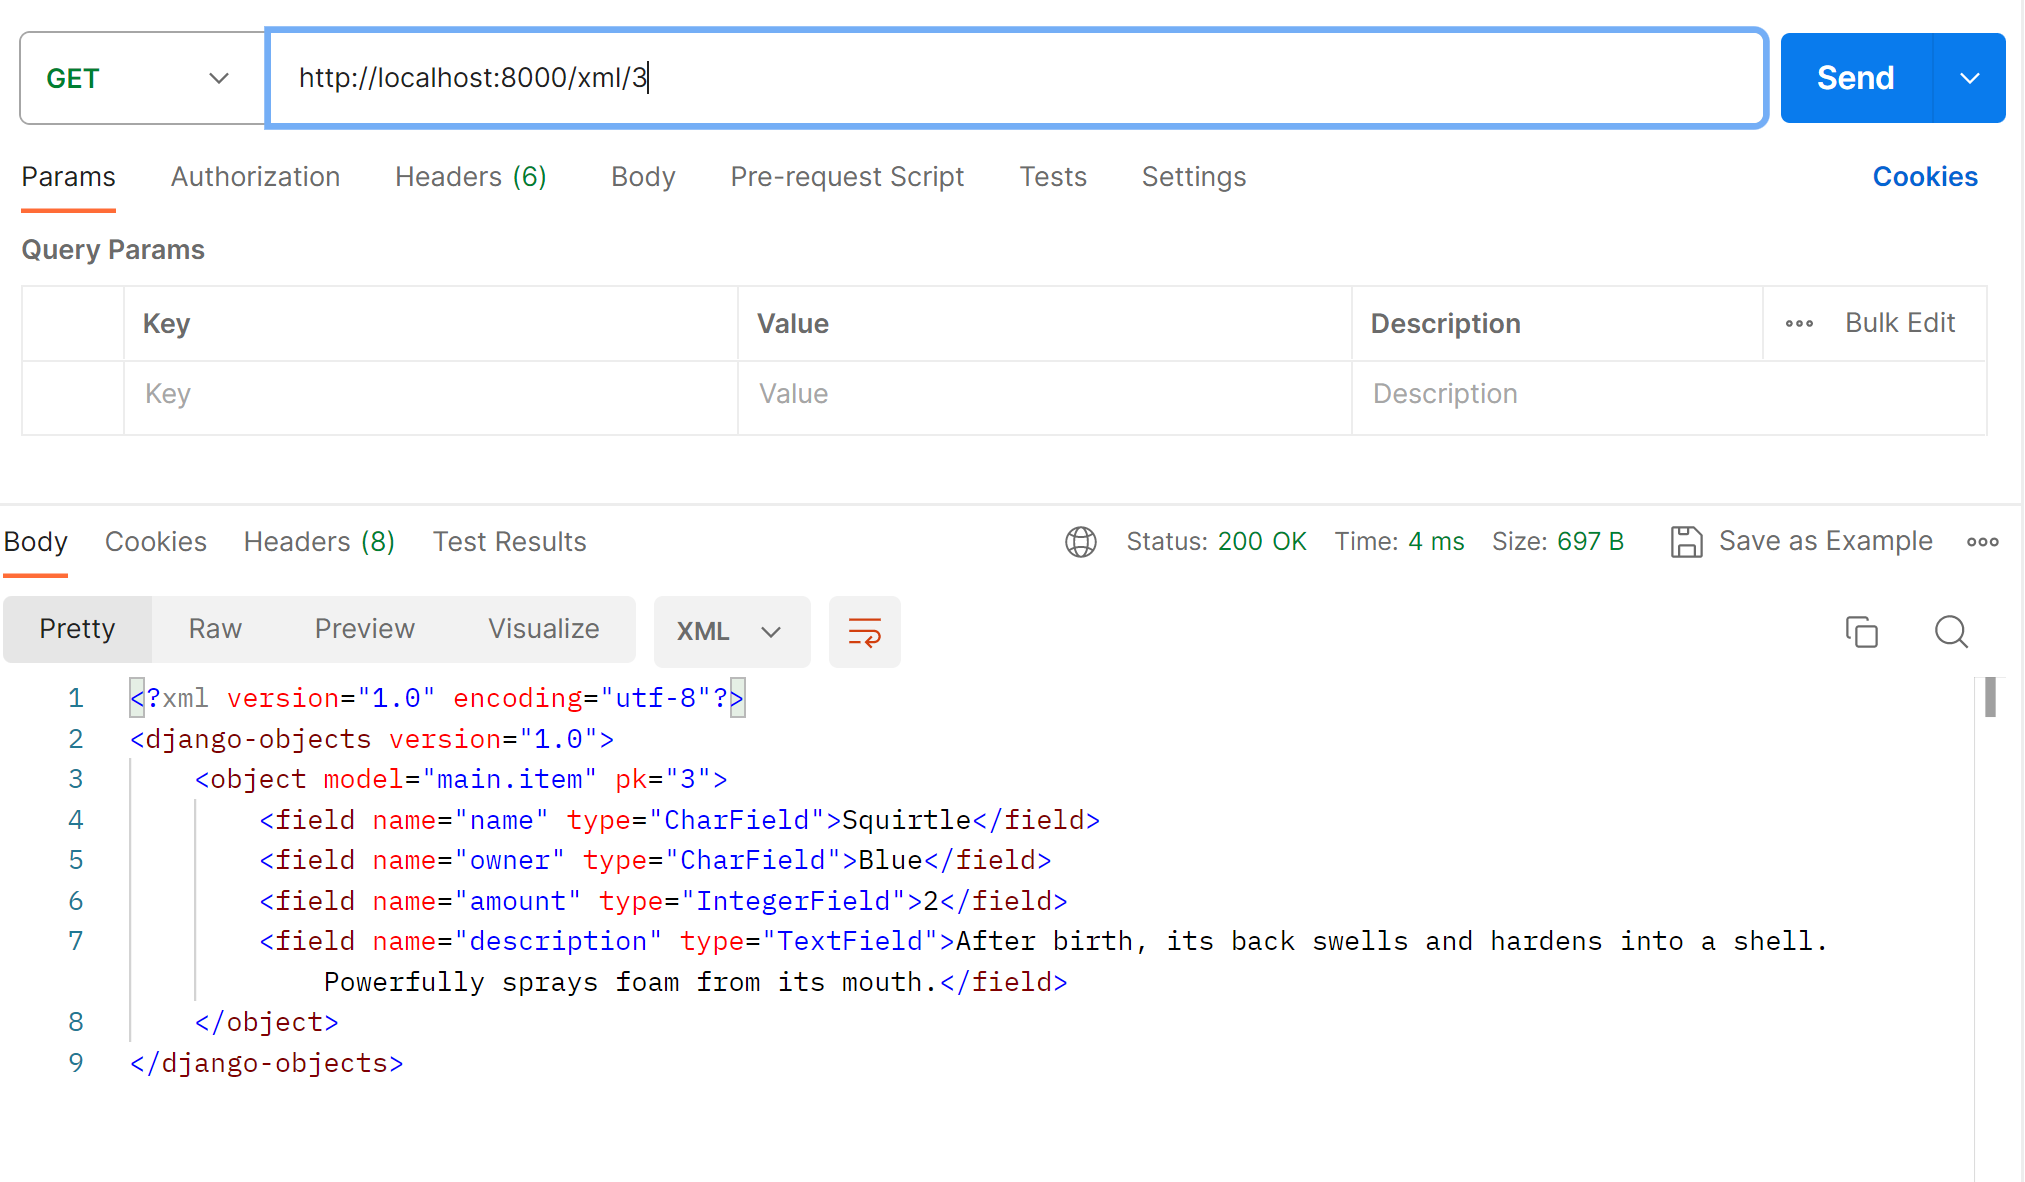 GET http://localhost:8000/xml/3 Send
Params Authorization Headers (6) Body Pre-request Script Tests Settings Cookies
Query Params
Key Value Description Bulk Edit
Key Value Description
Body Cookies Headers (8) Test Results Status: 200 OK Time: 4 ms Size: 697 B Save as Example
Pretty Raw Preview Visualize XML
1 <?xml version="1.0" encoding="utf-8"?>
2 <django-objects version="1.0">
3 <object model="main.item" pk="3">
4 <field name="name" type="CharField">Squirtle</field>
5 <field name="owner" type="CharField">Blue</field>
6 <field name="amount" type="IntegerField">2</field>
7 <field name="description" type="TextField">After birth, its back swells and hardens into a shell.
Powerfully sprays foam from its mouth.</field>
8 </object>
9 </django-objects>